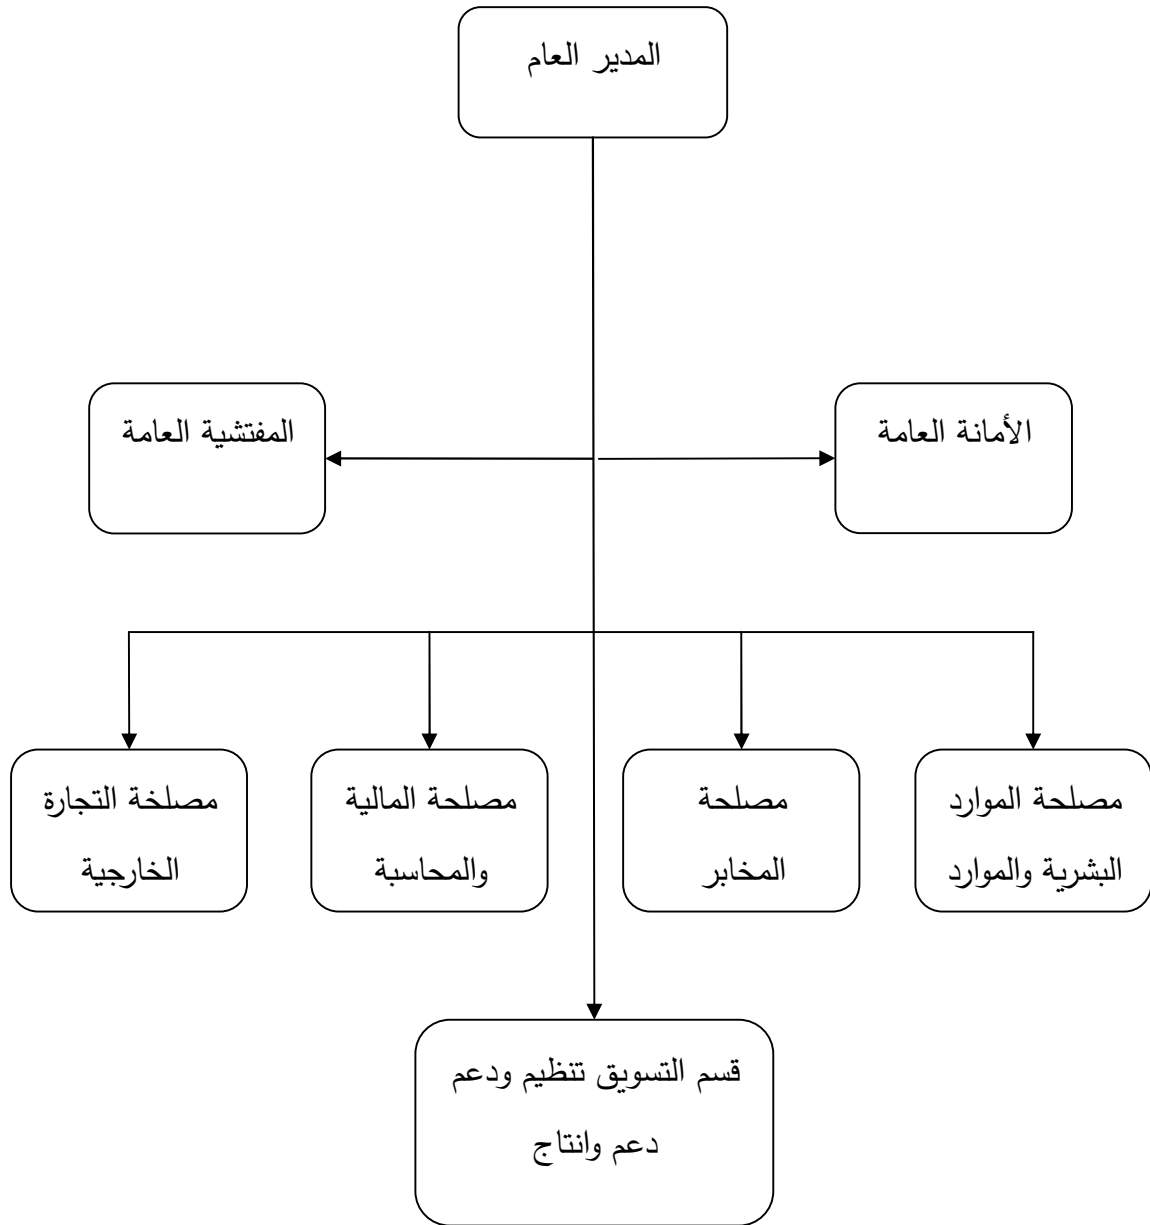 المدير العام
الأمانة العامة
المفتشية العامة
مصلحة الموارد
البشرية والموارد
مصلحة
المخابر
مصلحة المالية
والمحاسبة
مصلخة التجارة
الخارجية
قسم التسويق تنظيم ودعم
دعم وانتاج